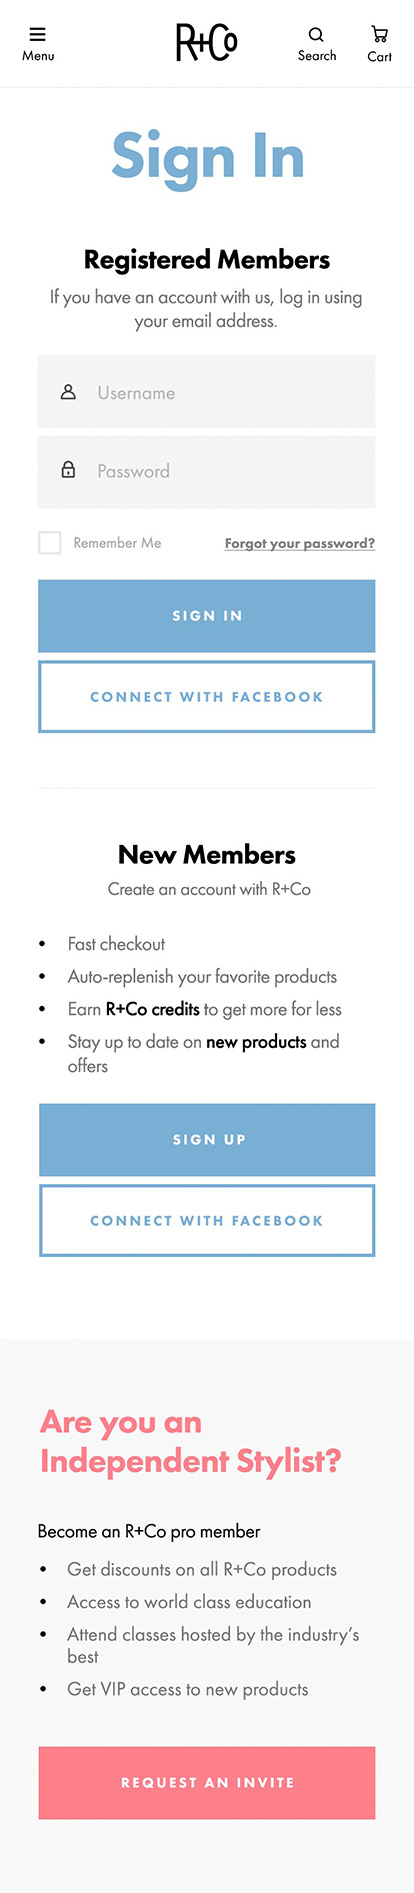 Menu
R+Co
Search
Cart
Sign In
Registered Members
If you have an account with us, log in using
your email address.
Username
Password
Remember Me
Forgot your password?
SIGN IN
CONNECT WITH FACEBOOK
New Members
Create an account with R+Co
• Fast checkout
• Auto-replenish your favorite products
• Earn R+Co credits to get more for less
• Stay up to date on new products and
offers
SIGN UP
CONNECT WITH FACEBOOK
Are you an
Independent Stylist?
Become an R+Co pro member
• Get discounts on all R+Co products
• Access to world class education
• Attend classes hosted by the industry’s
best
• Get VIP access to new products
REQUEST AN INVITE